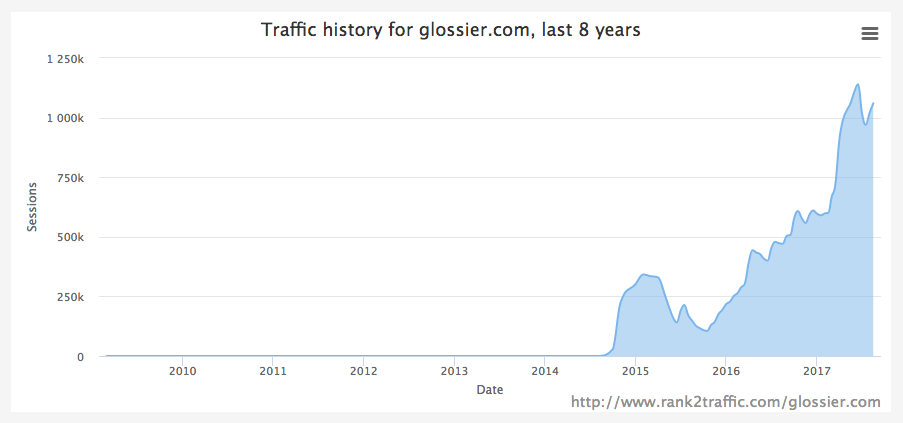 Traffic history for glossier.com, last 8 years
1 250k
1 000k
750k
500k
250k
0
Sessions
2010 2011 2012 2013 2014 2015 2016 2017
Date
http://www.rank2traffic.com/glossier.com